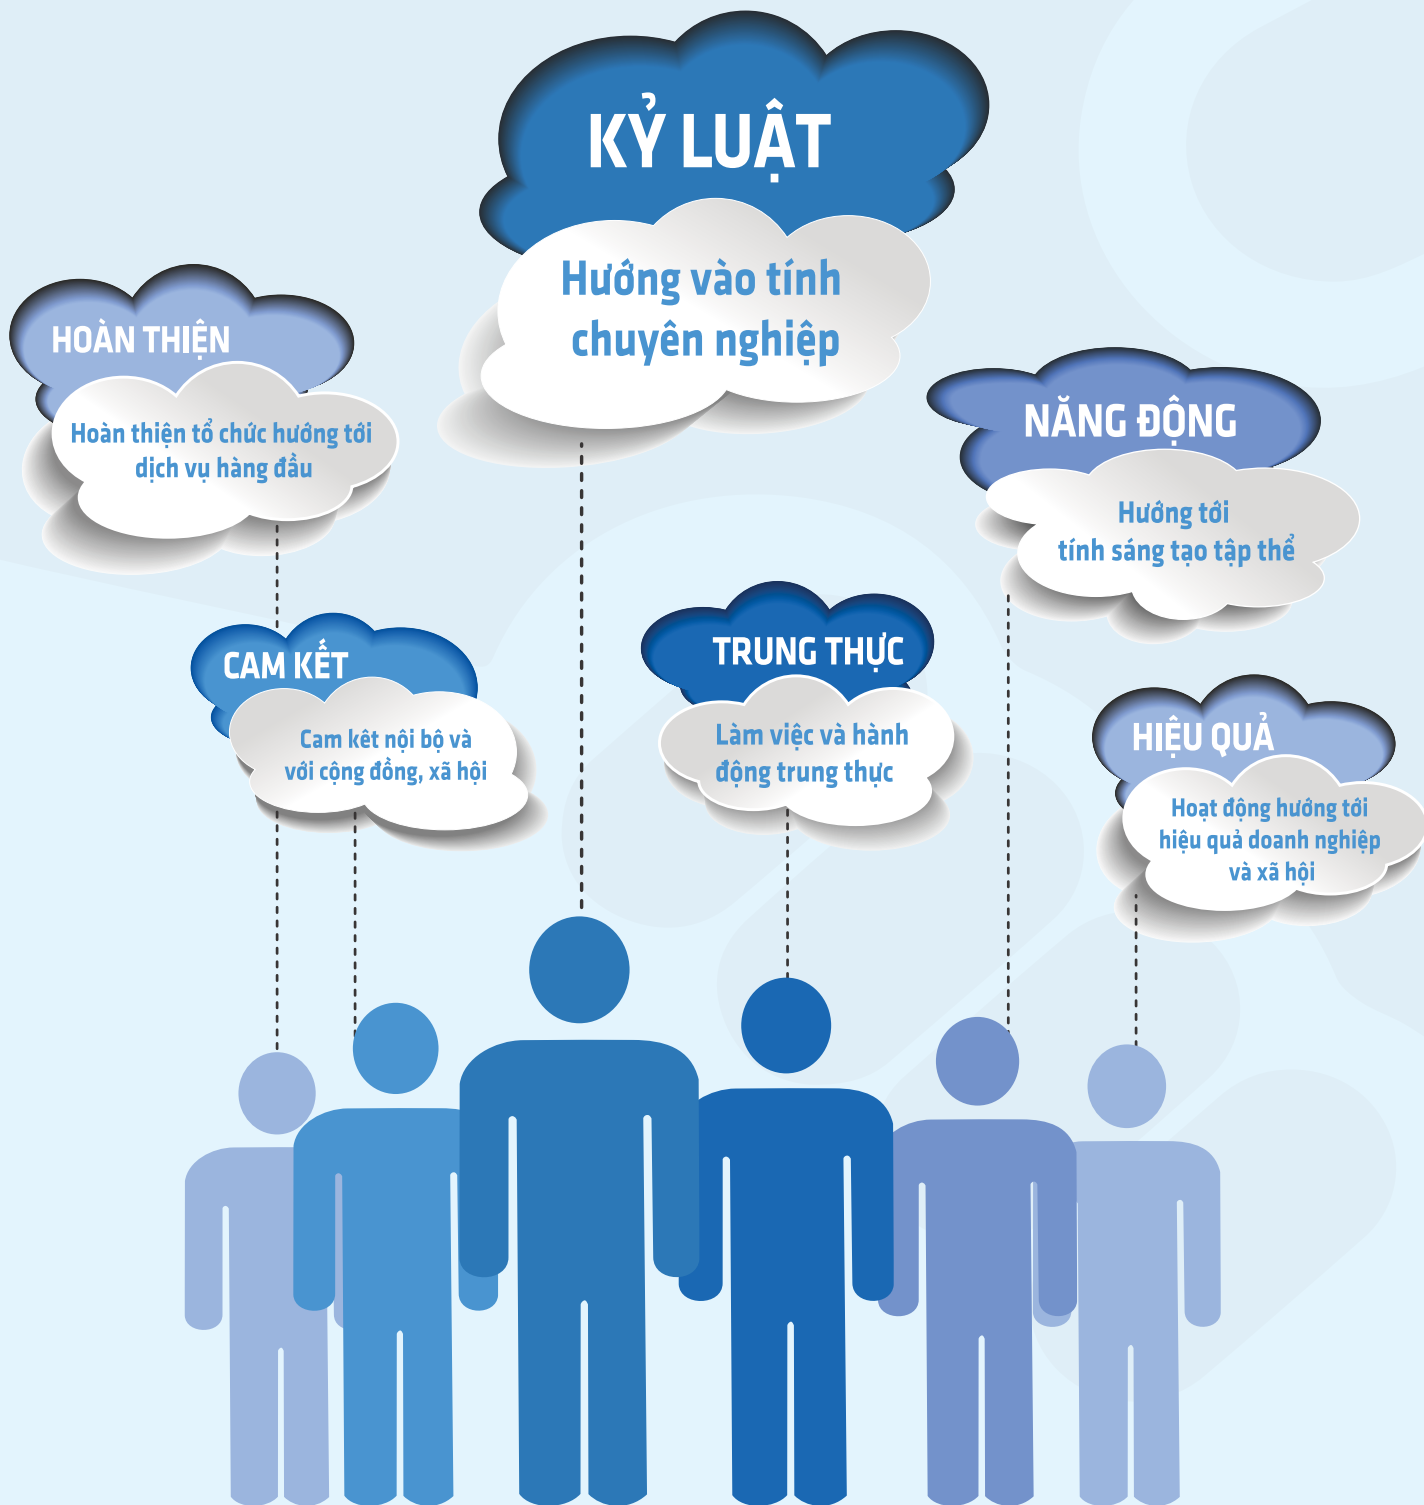 KỶ LUẬT
Hướng vào tính
chuyên nghiệp
HOÀN THIỆN
Hoàn thiện tổ chức hướng tới
dịch vụ hàng đầu
NĂNG ĐỘNG
Hướng tới
tính sáng tạo tập thể
CAM KẾT
Cam kêt nội bộ và
với cộng đồng, xã hội
TRUNG THỰC
Làm việc và hành
động trung thực
HIỆU QUẢ
Hoạt động hướng tới
hiệu quả doanh nghiệp
và xã hội